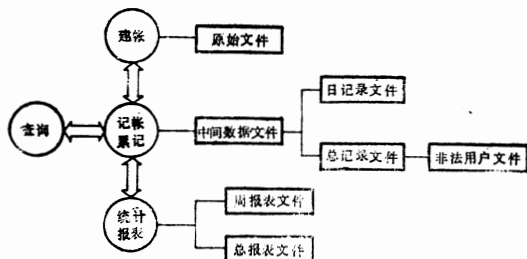 建帐
原始文件
日记录文件
查询
记帐
累记
中间数据文件
总记录文件
非法用户文件
周报表文件
统计
报表
总报表文件